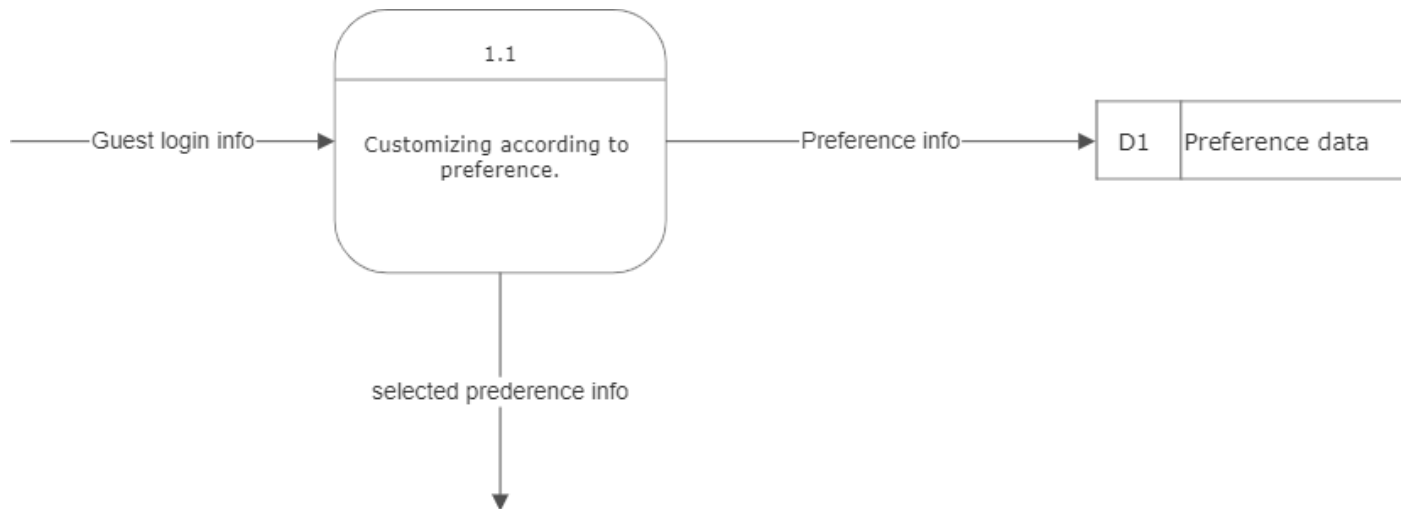 1.1
Guest login info
Customizing according to
preference.
Preference info
D1
Preference data
selected prederence info